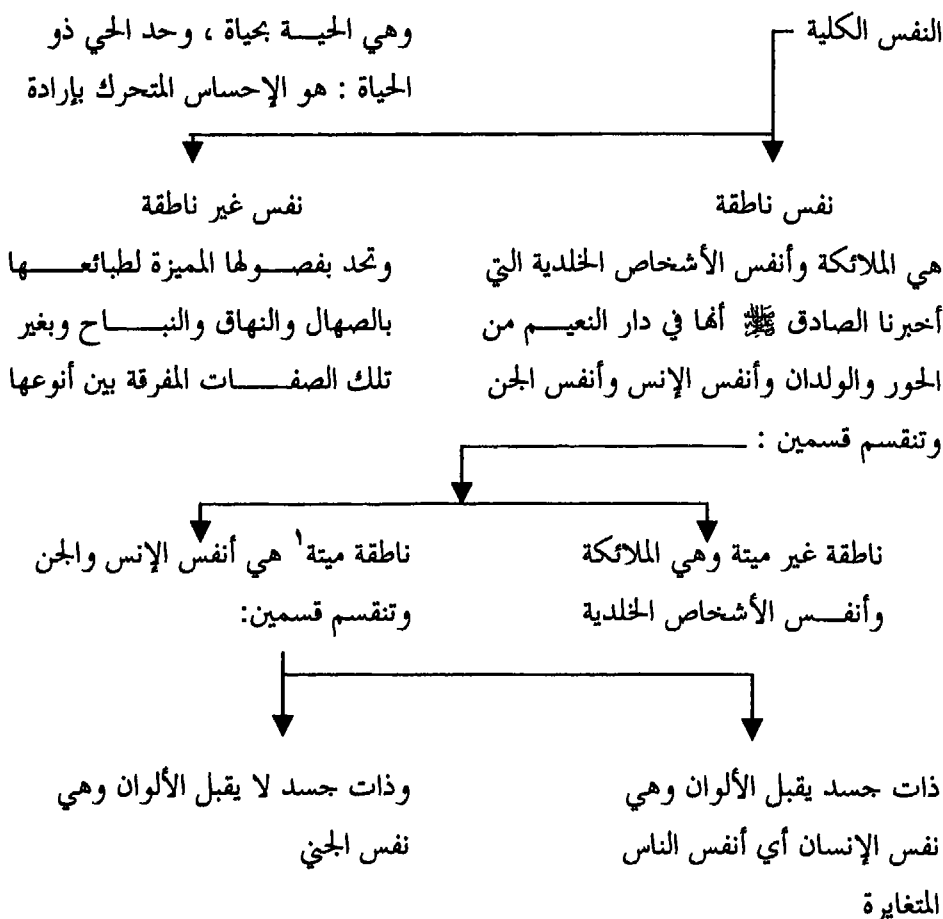 النفس الكلية
وهي الحية بحياة ، وحد الحي ذو
الحياة : هو الإحساس المتحرك بإرادة
نفس ناطقة
هي الملائكة وأنفس الأشخاص الخلدية التي
أخبرنا الصادق ﷺ أنها في دار النعيم من
الحور والولدان وأنفس الإنس وأنفس الجن
وتنقسم قسمين :
نفس غير ناطقة
وتحد بفصولها المميزة لطبائعها
بالصهال والنهاق والنباح وبغير
تلك الصفات المفرقة بين أنوعها
ناطقة غير ميتة وهي الملائكة
وأنفس الأشخاص الخلدية
ناطقة ميتة١ هي أنفس الإنس والجن
وتنقسم قسمين:
ذات جسد يقبل الألوان وهي
نفس الإنسان أي أنفس الناس
المتغايرة
وذات جسد لا يقبل الألوان وهي
نفس الجني